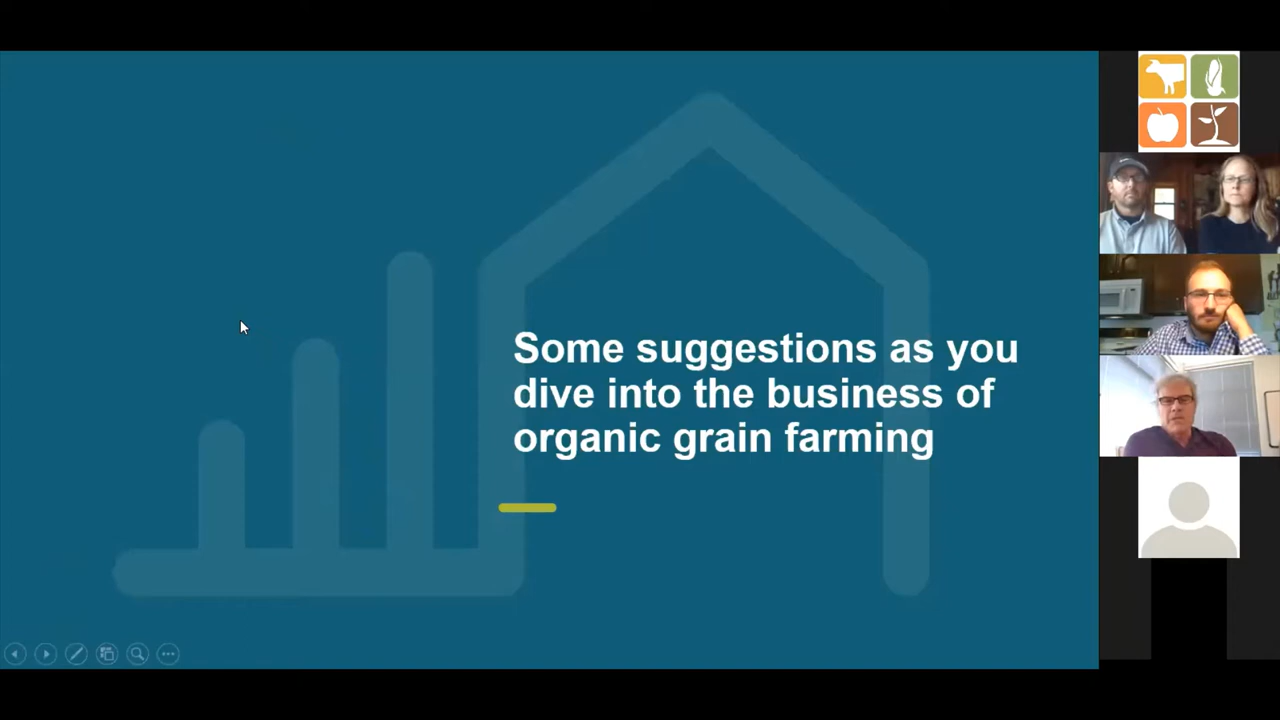 Some suggestions as you
dive into the business of
organic grain farming